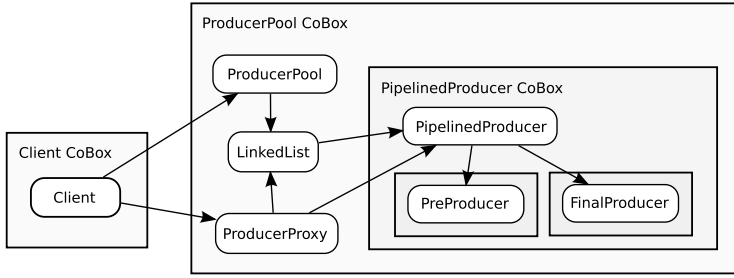 ProducerPool CoBox
ProducerPool
PipelinedProducer CoBox
PipelinedProducer
Client CoBox
LinkedList
Client
PreProducer
FinalProducer
ProducerProxy